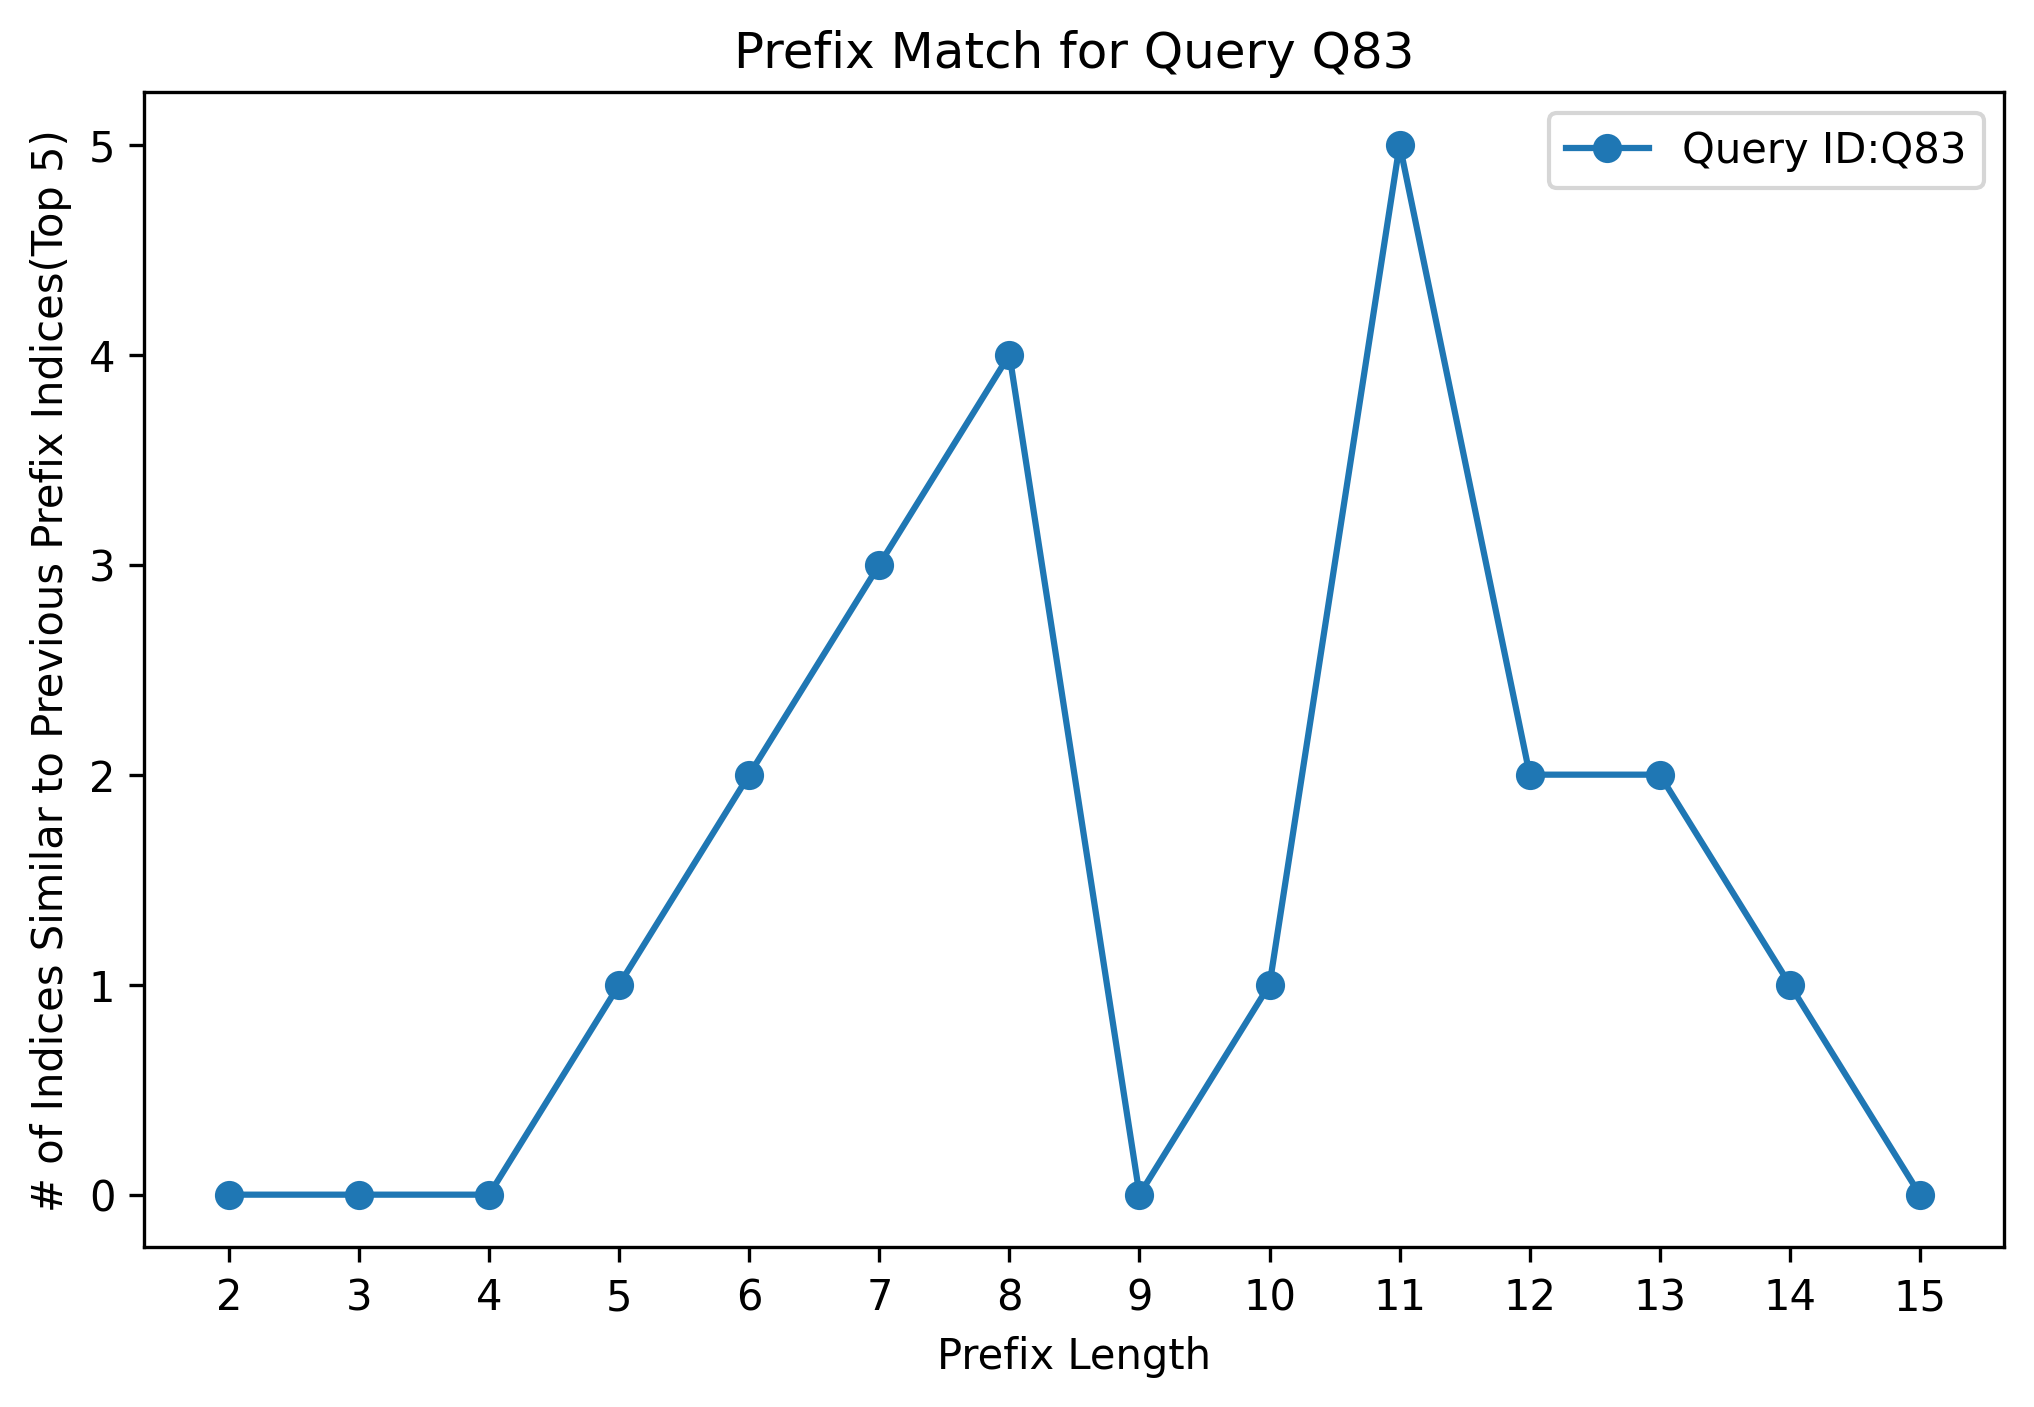 Prefix Match for Query Q83
Query ID:Q83
# of Indices Similar to Previous Prefix Indices(Top 5)
5
4
3
2
1
0
2 3 4 5 6 7 8 9 10 11 12 13 14 15
Prefix Length